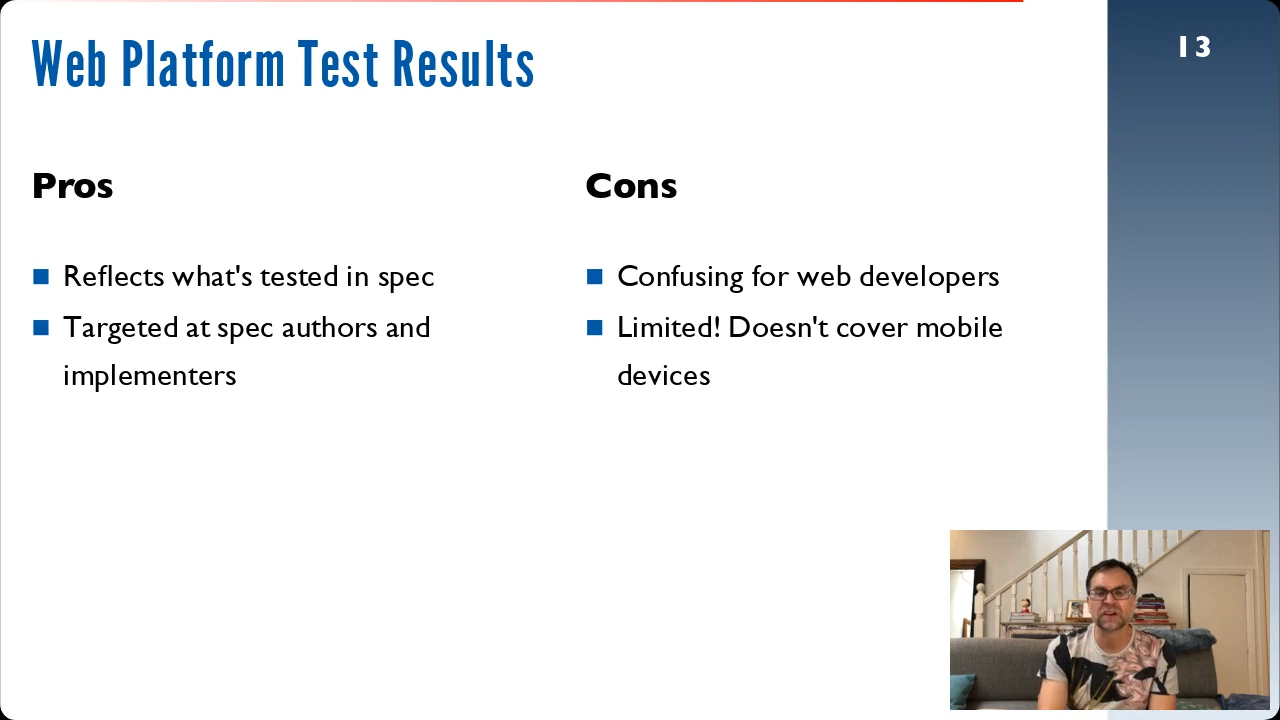 Web Platform Test Results
13
Pros
Reflects what's tested in spec
Targeted at spec authors and
implementers
Cons
Confusing for web developers
Limited! Doesn't cover mobile
devices